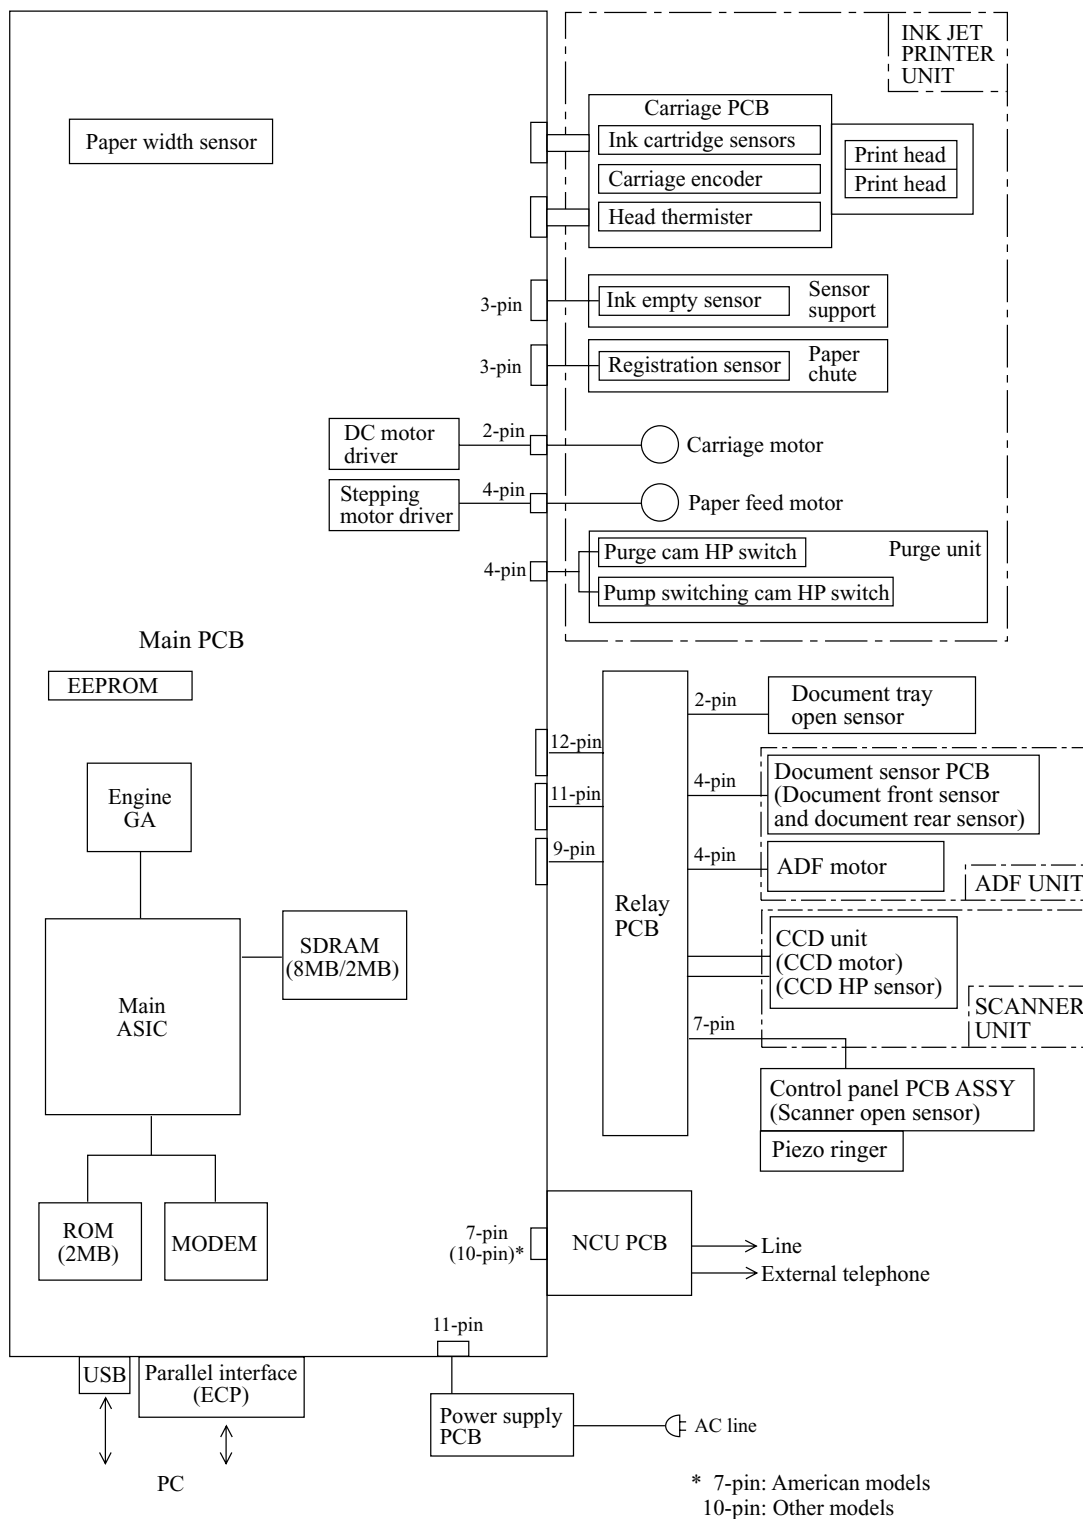 INK JET
PRINTER
UNIT
Carriage PCB
Paper width sensor
Ink cartridge sensors
Print head
Carriage encoder
Print head
Head thermister
3-pin
Ink empty sensor
Sensor
support
3-pin
Registration sensor
Paper
chute
DC motor
driver
2-pin
Carriage motor
Stepping
motor driver
4-pin
Paper feed motor
4-pin
Purge cam HP switch
Purge unit
Pump switching cam HP switch
Main PCB
EEPROM
2-pin
Document tray
open sensor
12-pin
Engine
GA
11-pin
4-pin
Document sensor PCB
(Document front sensor
and document rear sensor)
9-pin
4-pin
ADF motor
ADF UNIT
Relay
PCB
SDRAM
(8MB/2MB)
CCD unit
(CCD motor)
(CCD HP sensor)
Main
ASIC
SCANNER
UNIT
7-pin
Control panel PCB ASSY
(Scanner open sensor)
Piezo ringer
ROM
(2MB)
MODEM
7-pin
(10-pin)*
NCU PCB
Line
External telephone
11-pin
USB
Parallel interface
(ECP)
Power supply
PCB
AC line
PC
* 7-pin: American models
10-pin: Other models